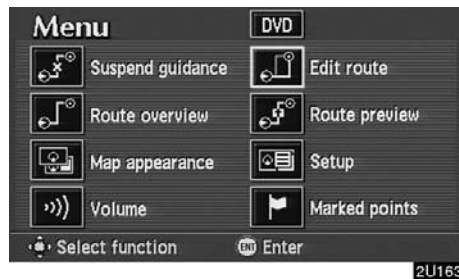 Menu DVD
Suspend guidance Edit route
Route overview Route preview
Map appearance Setup
Volume Marked points
Select function END Enter
2U163